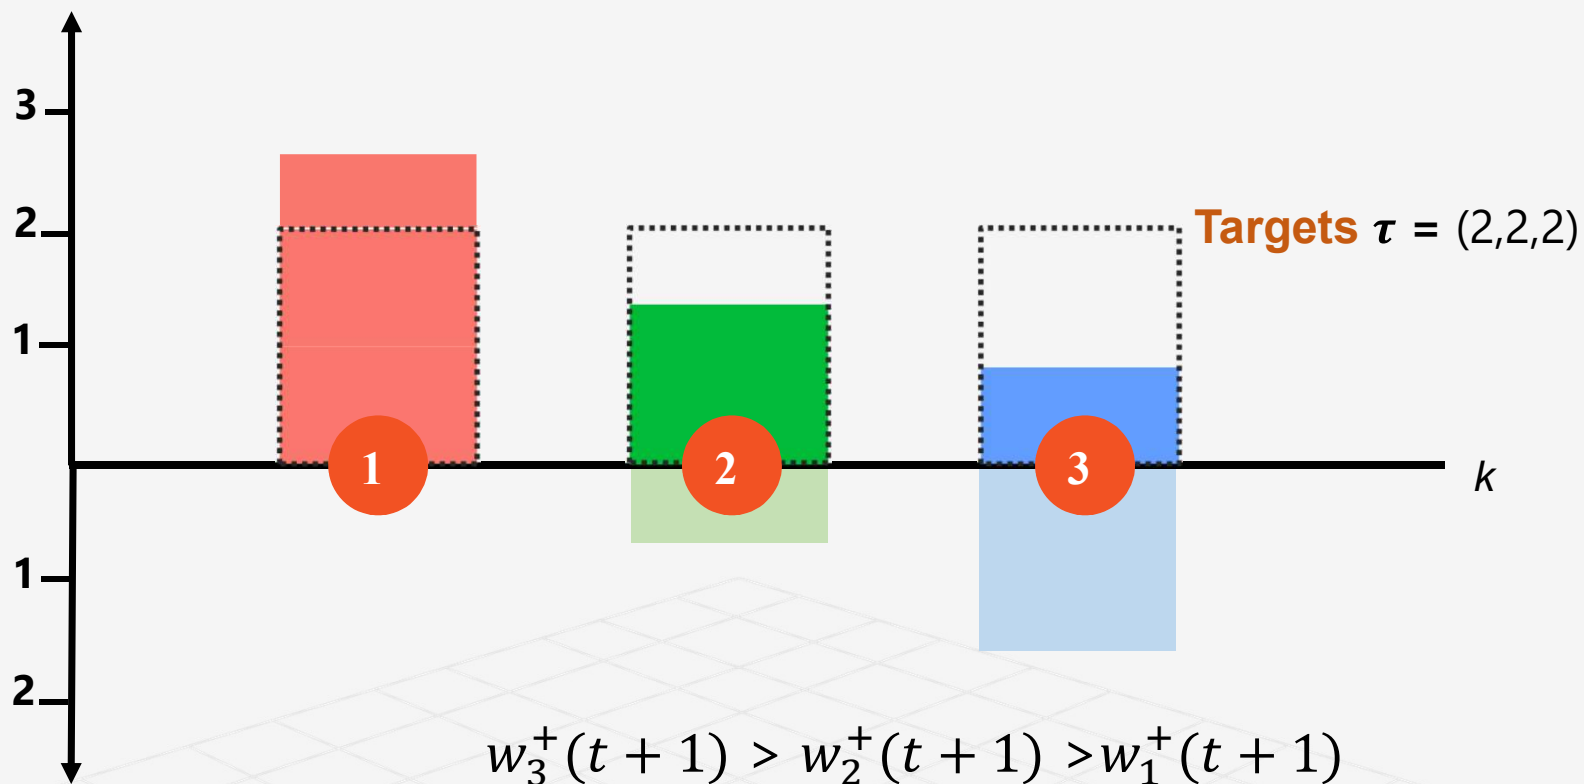 3
2
Targets τ = (2,2,2)
1
1 2 3
k
1
2
w₃⁺(t + 1) > w₂⁺(t + 1) >w₁⁺(t + 1)